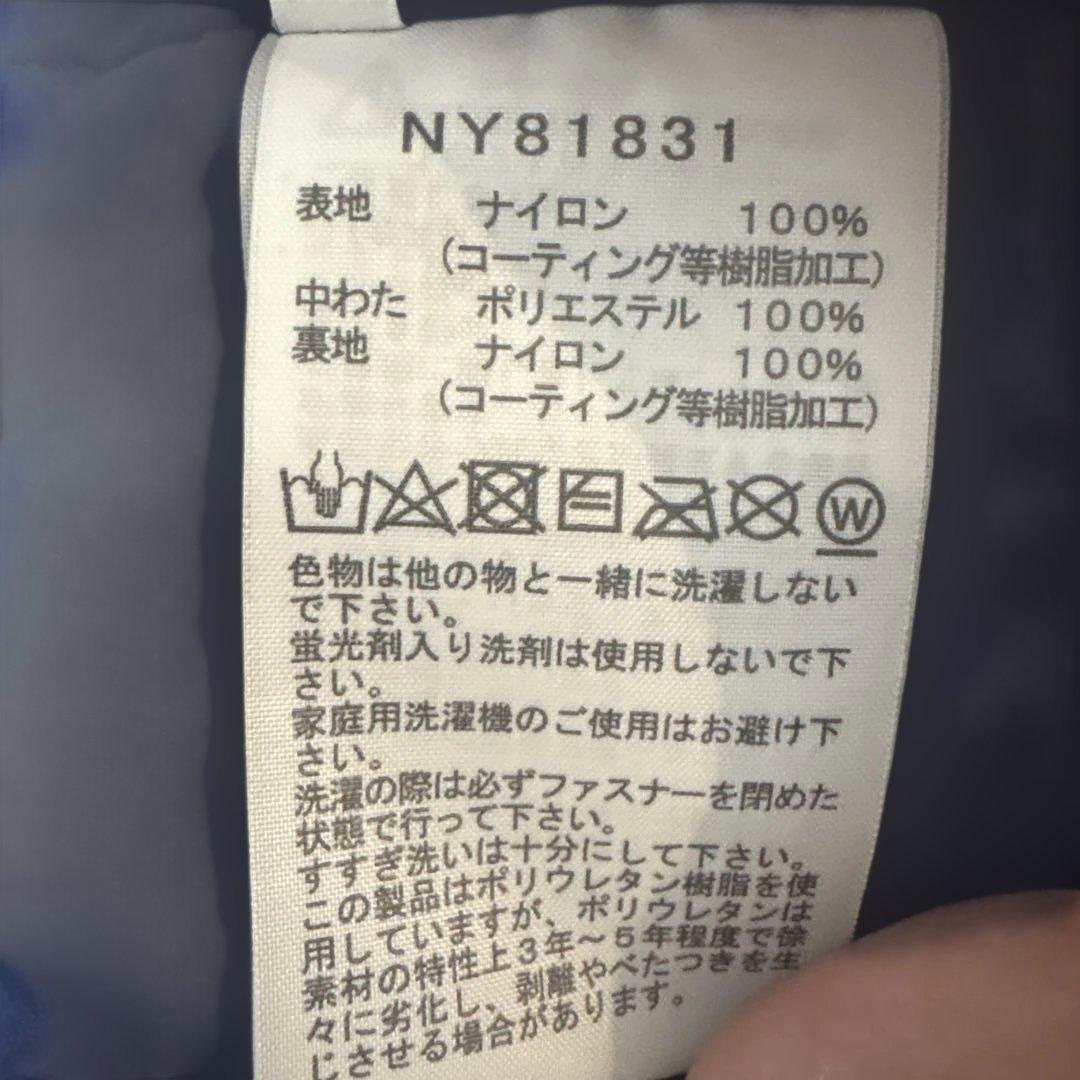 NY81831
表地 ナイロン 100%
(コーティング等樹脂加工)
中わた ポリエステル 100%
裏地 ナイロン 100%
(コーティング等樹脂加工)
W
色物は他の物と一緒に洗濯しない
で下さい。
蛍光剤入り洗剤は使用しないで下
さい。
家庭用洗濯機のご使用はお避け下
さい。
洗濯の際は必ずファスナーを閉めた
状態で行って下さい。
すすぎ洗いは十分にして下さい。
この製品はポリウレタン樹脂を使
用していますが、ポリウレタンは
素材の特性上3年~5年程度で徐
々に劣化し、剥離やべたつきを生
じさせる場合があります。